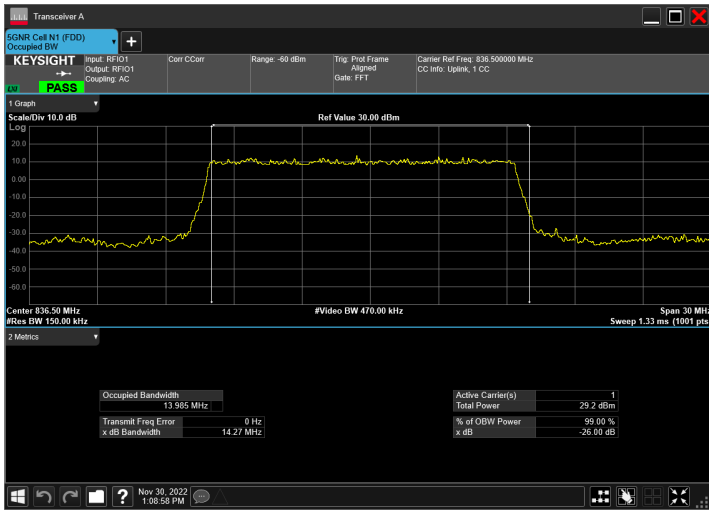 Transceiver A
5GNR Cell N1 (FDD)
Occupied BW
KEYSIGHT
PASS
Input: RFIO1
Output: RFIO1
Coupling: AC
Corr CCorr
Range: -60 dBm
Trig: Prot Frame
Aligned
Gate: FFT
Carrier Ref Freq: 836.500000 MHz
CC Info: Uplink, 1 CC
1 Graph
Scale/Div 10.0 dB
Ref Value 30.00 dBm
Log
20.0
10.0
0.00
-10.0
-20.0
-30.0
-40.0
-50.0
-60.0
Center 836.50 MHz
#Video BW 470.00 kHz
Span 30 MHz
#Res BW 150.00 kHz
Sweep 1.33 ms (1001 pts
2 Metrics
Occupied Bandwidth
13.985 MHz
Transmit Freq Error 0 Hz
x dB Bandwidth 14.27 MHz
Active Carrier(s) 1
Total Power 29.2 dBm
% of OBW Power 99.00 %
x dB -26.00 dB
?
Nov 30, 2022
1:08:58 PM